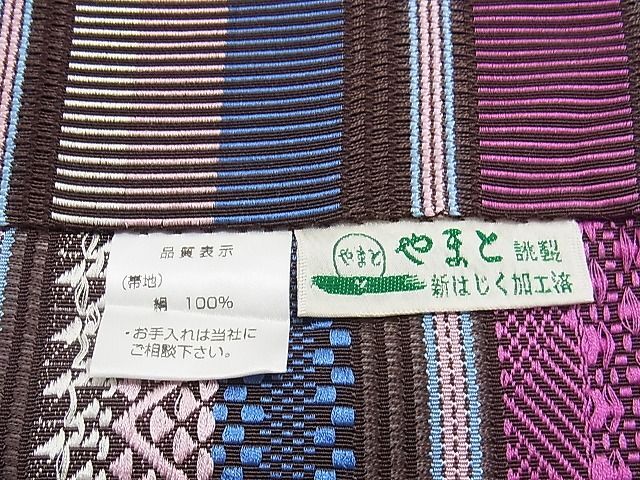 品質表示
(帯地)
絹 100%
・お手入れは当社に
ご相談下さい。
やまと
やまと 謹製
新はじく加工済